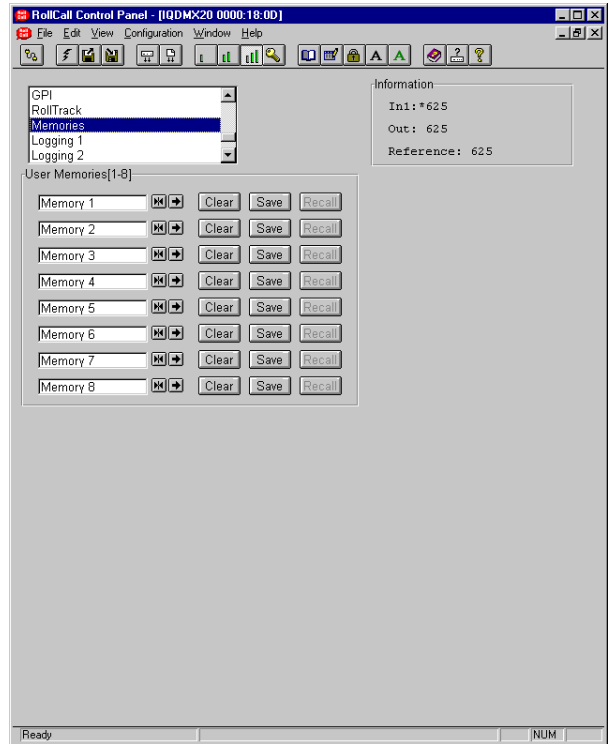 RollCall Control Panel - [IQDMX20 0000:18:0D]
File Edit View Configuration Window Help
GPI
RollTrack
Memories
Logging 1
Logging 2
Information
In1:*625
Out: 625
Reference: 625
User Memories[1-8]
Memory 1 Clear Save Recall
Memory 2 Clear Save Recall
Memory 3 Clear Save Recall
Memory 4 Clear Save Recall
Memory 5 Clear Save Recall
Memory 6 Clear Save Recall
Memory 7 Clear Save Recall
Memory 8 Clear Save Recall
Ready NUM